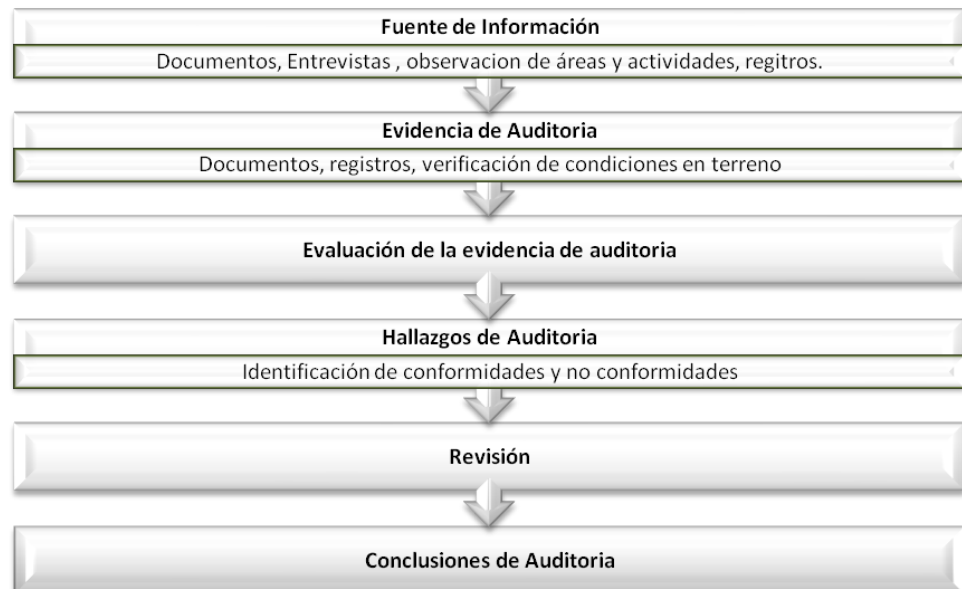 Fuente de Información
Documentos, Entrevistas , observacion de áreas y actividades, regitros.
Evidencia de Auditoria
Documentos, registros, verificación de condiciones en terreno
Evaluación de la evidencia de auditoria
Hallazgos de Auditoria
Identificación de conformidades y no conformidades
Revisión
Conclusiones de Auditoria